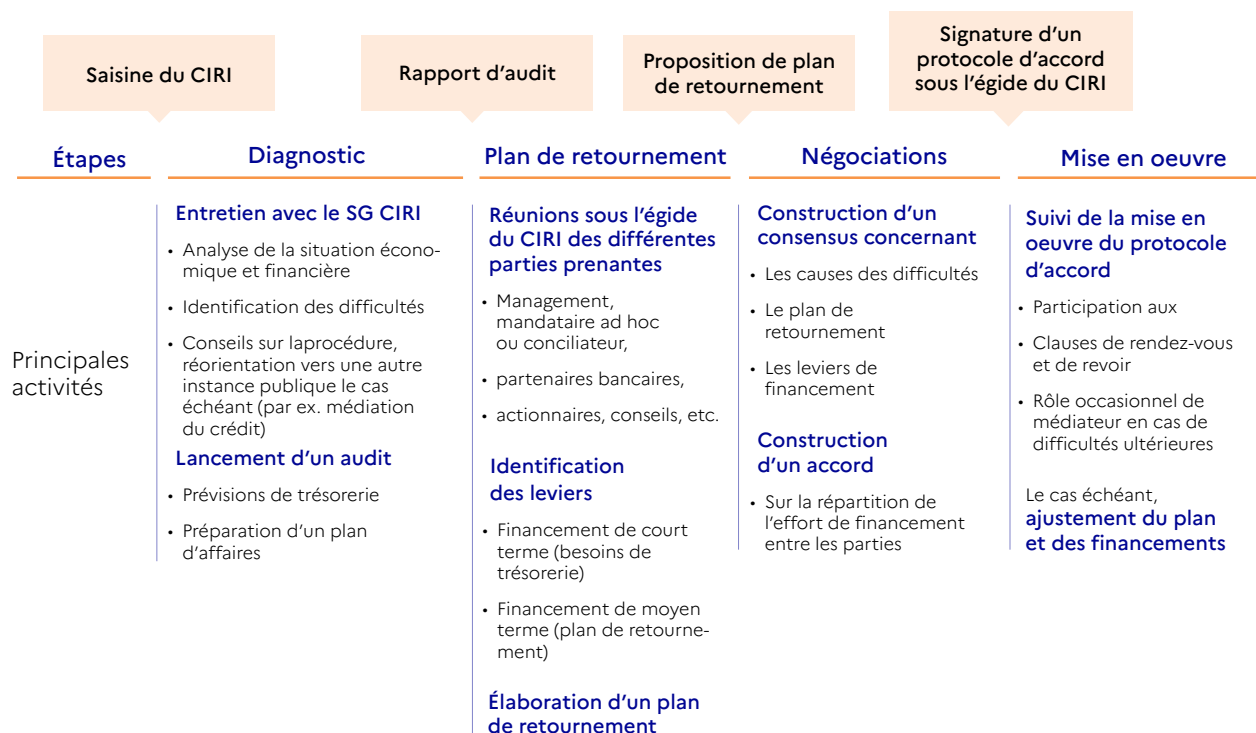 Saisine du CIRI
Rapport d'audit
Proposition de plan
de retournement
Signature d'un
protocole d'accord
sous l'égide du CIRI
Étapes
Diagnostic
Plan de retournement
Négociations
Mise en oeuvre
Principales
activités
Entretien avec le SG CIRI
• Analyse de la situation écono-
mique et financière
• Identification des difficultés
• Conseils sur laprocédure,
réorientation vers une autre
instance publique le cas
échéant (par ex. médiation
du crédit)
Lancement d'un audit
• Prévisions de trésorerie
• Préparation d'un plan
d'affaires
Réunions sous l'égide
du CIRI des différentes
parties prenantes
• Management,
mandataire ad hoc
ou conciliateur,
• partenaires bancaires,
• actionnaires, conseils, etc.
Identification
des leviers
• Financement de court
terme (besoins de
trésorerie)
• Financement de moyen
terme (plan de retourne-
ment)
Élaboration d'un plan
de retournement
Construction d'un
consensus concernant
• Les causes des difficultés
• Le plan de
retournement
• Les leviers de
financement
Construction
d'un accord
• Sur la répartition de
l'effort de financement
entre les parties
Suivi de la mise en
oeuvre du protocole
d'accord
• Participation aux
• Clauses de rendez-vous
et de revoir
• Rôle occasionnel de
médiateur en cas de
difficultés ultérieures
Le cas échéant,
ajustement du plan
et des financements